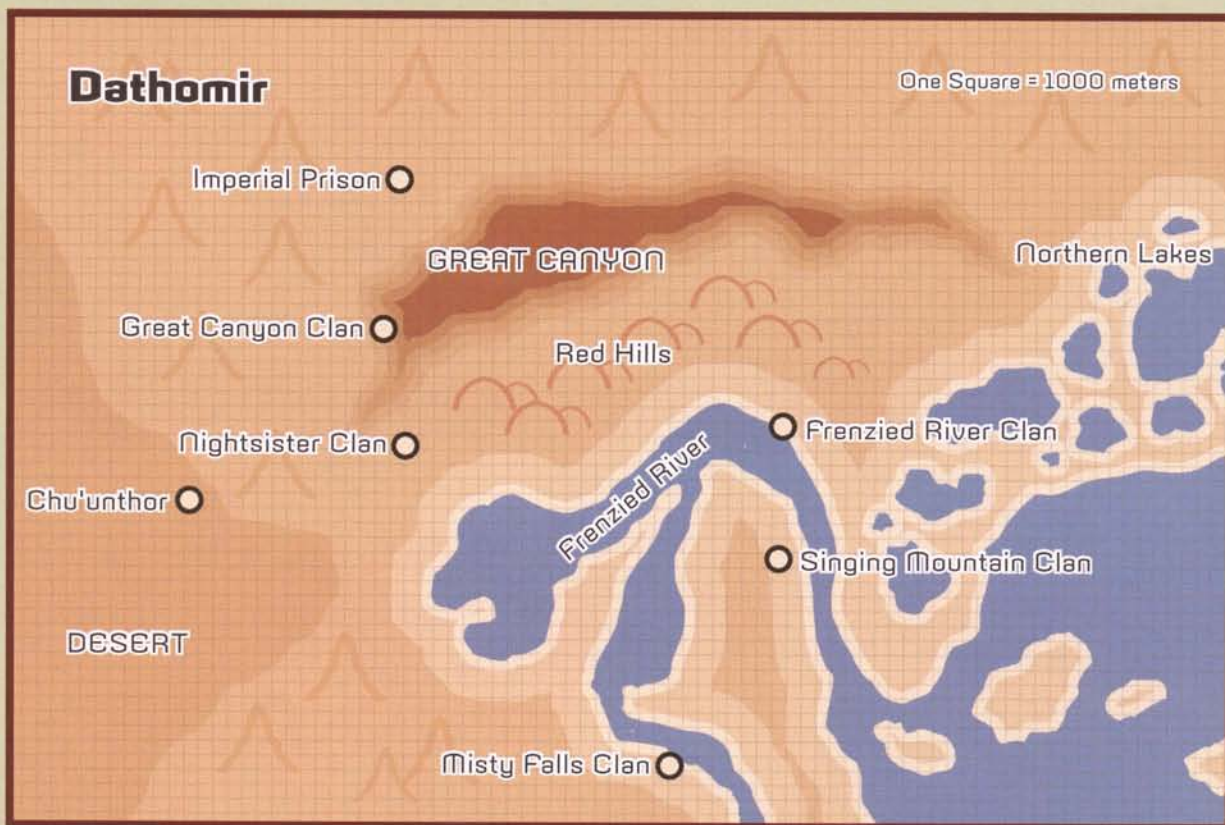 Dathomir
One Square = 1000 meters
Imperial Prison
GREAT CANYON
Northern Lakes
Great Canyon Clan
Red Hills
Nightsister Clan
Frenzied River Clan
Frenzied River
Chu'unthor
Singing Mountain Clan
DESERT
Misty Falls Clan